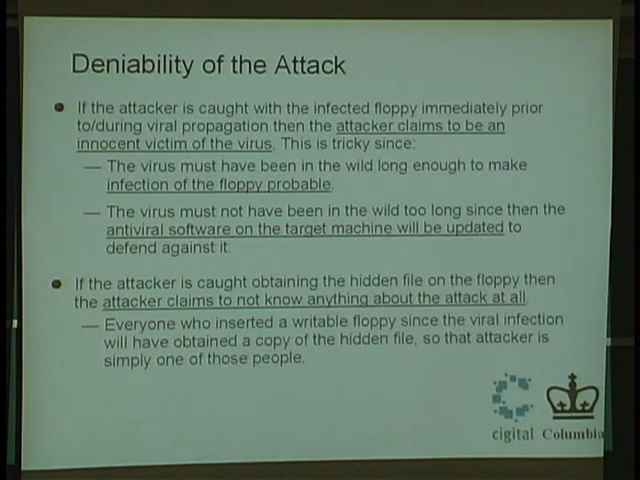 Deniability of the Attack
If the attacker is caught with the infected floppy immediately prior
to/during viral propagation then the attacker claims to be an
innocent victim of the virus. This is tricky since:
— The virus must have been in the wild long enough to make
infection of the floppy probable.
— The virus must not have been in the wild too long since then the
antiviral software on the target machine will be updated to
defend against it.
If the attacker is caught obtaining the hidden file on the floppy then
the attacker claims to not know anything about the attack at all.
— Everyone who inserted a writable floppy since the viral infection
will have obtained a copy of the hidden file, so that attacker is
simply one of those people.
cigital Columbia